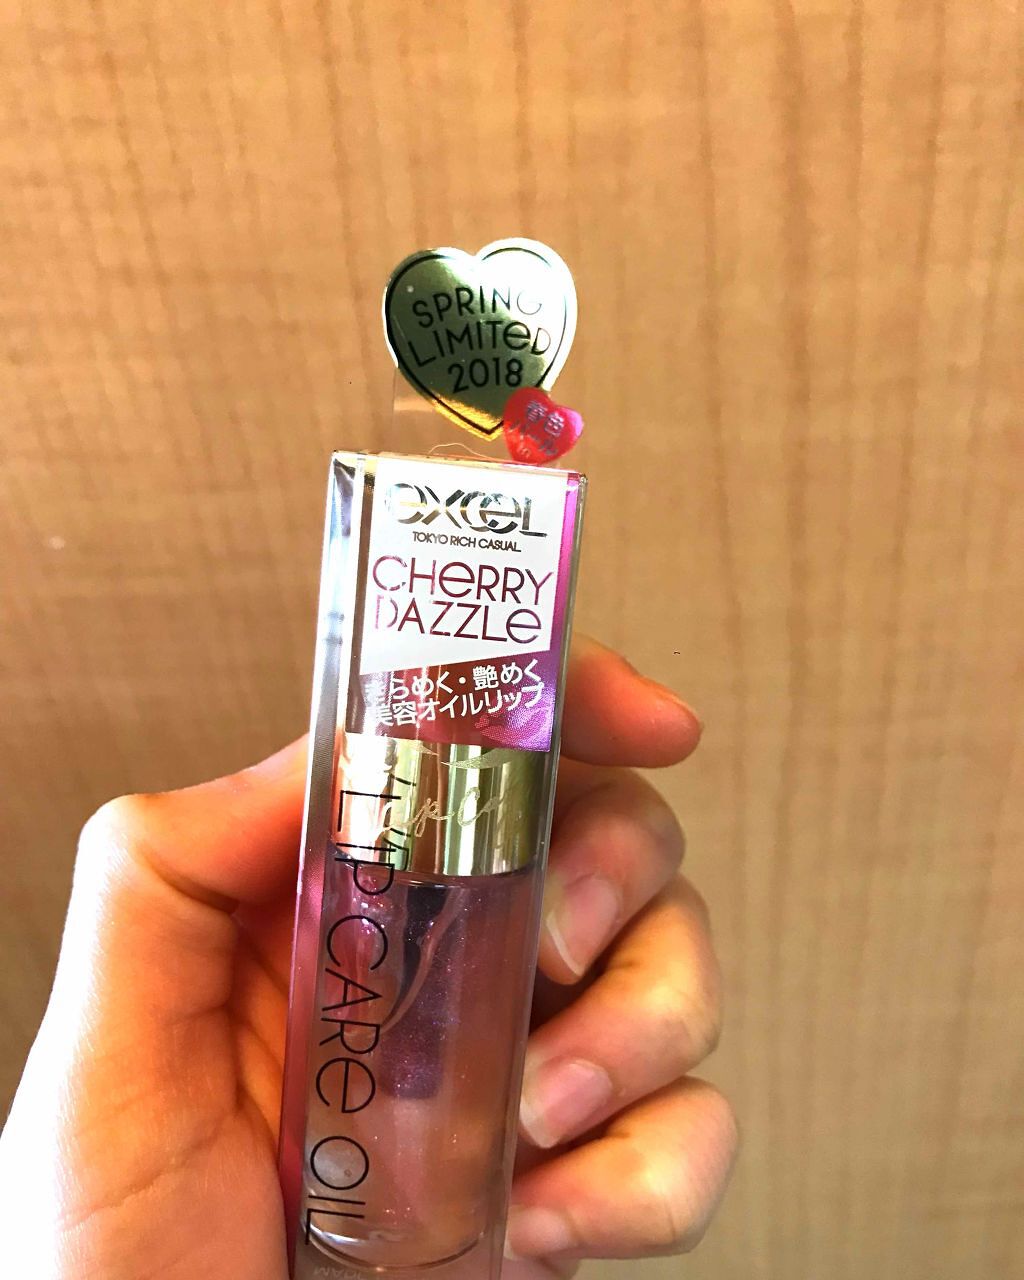 SPRING
LIMITED
2018
excel
TOKYO RICH CASUAL
CHERRY
DAZZLE
きらめく・艶めく
美容オイルリップ
LIP CARE OIL